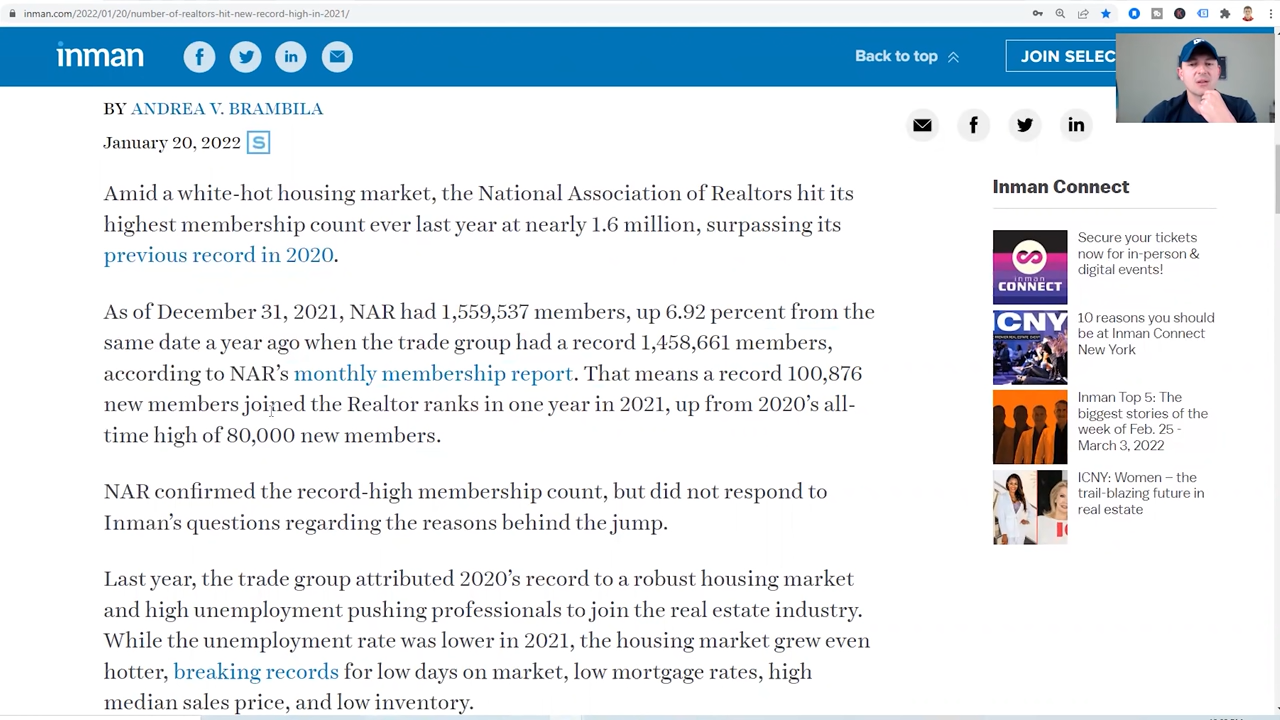 inman.com/2022/01/20/number-of-realtors-hit-new-record-high-in-2021/
inman
Back to top
JOIN SELEC
BY ANDREA V. BRAMBILA
January 20, 2022 S
Amid a white-hot housing market, the National Association of Realtors hit its
highest membership count ever last year at nearly 1.6 million, surpassing its
previous record in 2020.
As of December 31, 2021, NAR had 1,559,537 members, up 6.92 percent from the
same date a year ago when the trade group had a record 1,458,661 members,
according to NAR’s monthly membership report. That means a record 100,876
new members joined the Realtor ranks in one year in 2021, up from 2020’s all-
time high of 80,000 new members.
NAR confirmed the record-high membership count, but did not respond to
Inman’s questions regarding the reasons behind the jump.
Last year, the trade group attributed 2020’s record to a robust housing market
and high unemployment pushing professionals to join the real estate industry.
While the unemployment rate was lower in 2021, the housing market grew even
hotter, breaking records for low days on market, low mortgage rates, high
median sales price, and low inventory.
Inman Connect
inman
CONNECT
Secure your tickets
now for in-person &
digital events!
ICNY
10 reasons you should
be at Inman Connect
New York
Inman Top 5: The
biggest stories of the
week of Feb. 25 -
March 3, 2022
ICNY: Women – the
trail-blazing future in
real estate